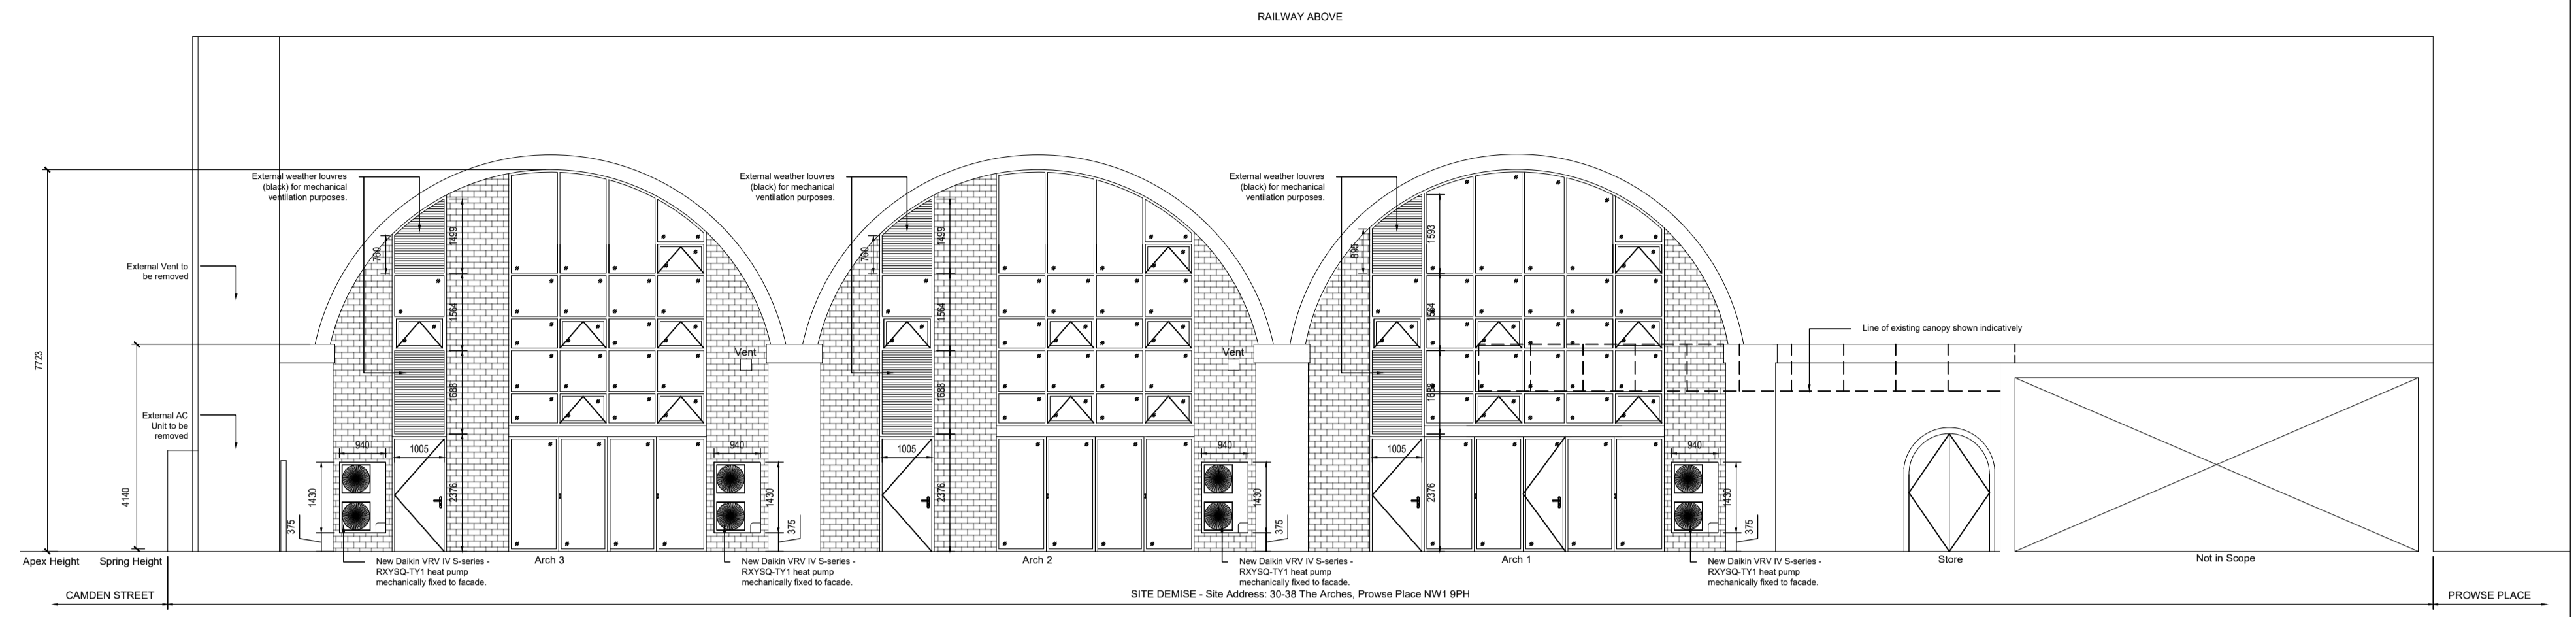 RAILWAY ABOVE
External weather louvres
(black) for mechanical
ventilation purposes.
External weather louvres
(black) for mechanical
ventilation purposes.
External weather louvres
(black) for mechanical
ventilation purposes.
External Vent to
be removed
External AC
Unit to be
removed
7723
4140
760
1499
1564
1688
2376
1005
940
1430
375
Vent
940
1430
375
760
1499
1564
1688
2376
1005
Vent
940
1430
375
895
1593
1564
1688
2376
1005
940
1430
375
Line of existing canopy shown indicatively
Apex Height
Spring Height
New Daikin VRV IV S-series -
RXYSQ-TY1 heat pump
mechanically fixed to facade.
Arch 3
New Daikin VRV IV S-series -
RXYSQ-TY1 heat pump
mechanically fixed to facade.
Arch 2
New Daikin VRV IV S-series -
RXYSQ-TY1 heat pump
mechanically fixed to facade.
Arch 1
New Daikin VRV IV S-series -
RXYSQ-TY1 heat pump
mechanically fixed to facade.
Store
Not in Scope
CAMDEN STREET
SITE DEMISE - Site Address: 30-38 The Arches, Prowse Place NW1 9PH
PROWSE PLACE